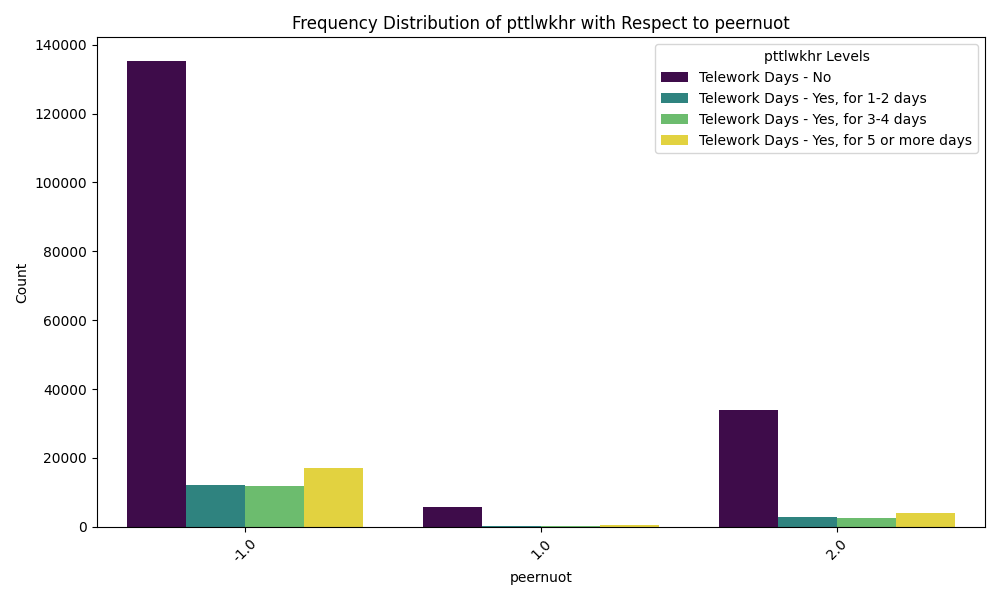 Frequency Distribution of pttlwkhr with Respect to peernuot
pttlwkhr Levels
Telework Days - No
Telework Days - Yes, for 1-2 days
Telework Days - Yes, for 3-4 days
Telework Days - Yes, for 5 or more days
140000
120000
100000
80000
60000
40000
20000
0
Count
-1.0
1.0
2.0
peernuot